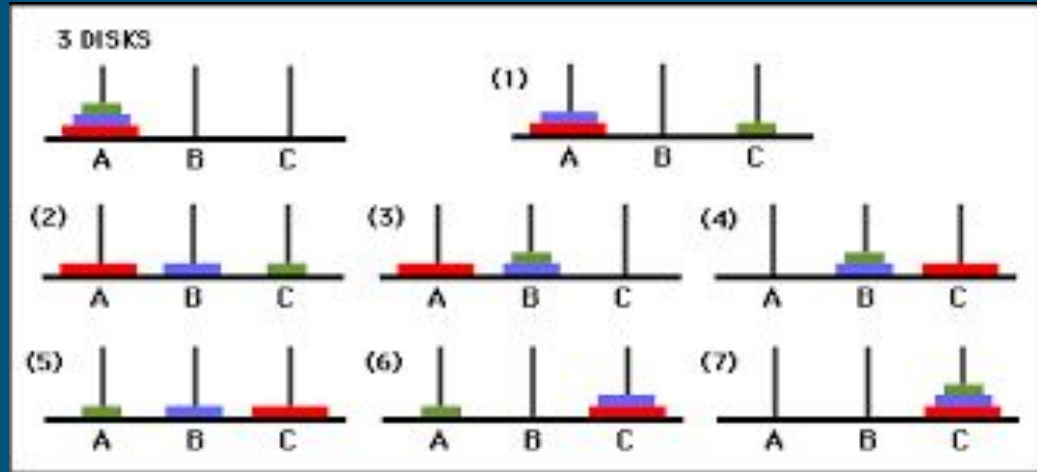 3 DISKS
A B C
(1)
A B C
(2)
A B C
(3)
A B C
(4)
A B C
(5)
A B C
(6)
A B C
(7)
A B C